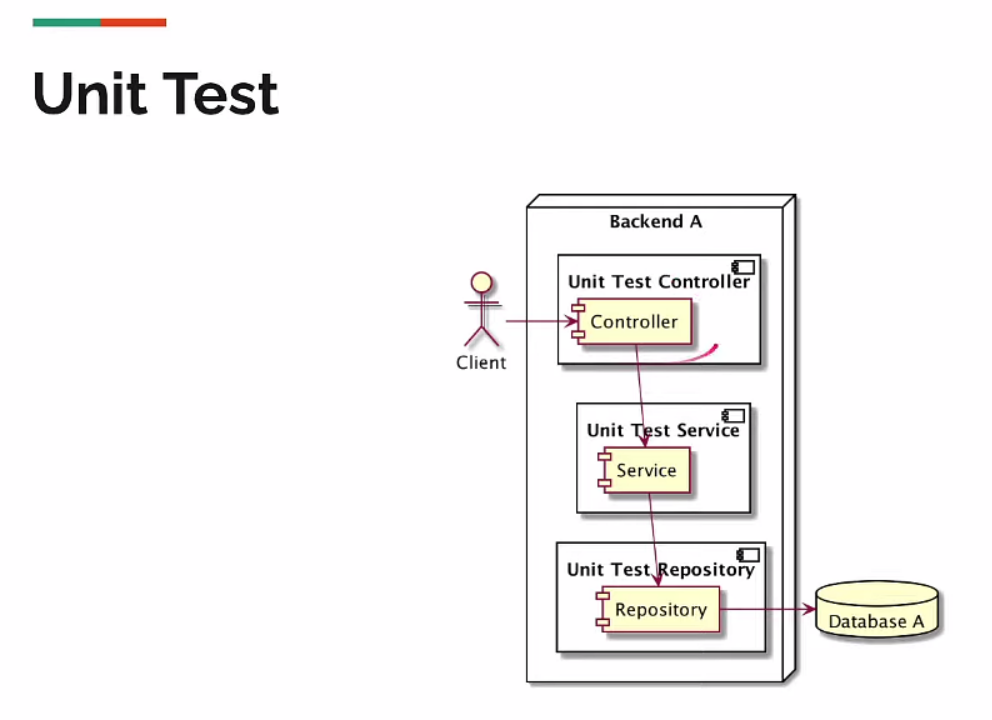 Unit Test
Backend A
Unit Test Controller
Controller
Client
Unit Test Service
Service
Unit Test Repository
Repository
Database A